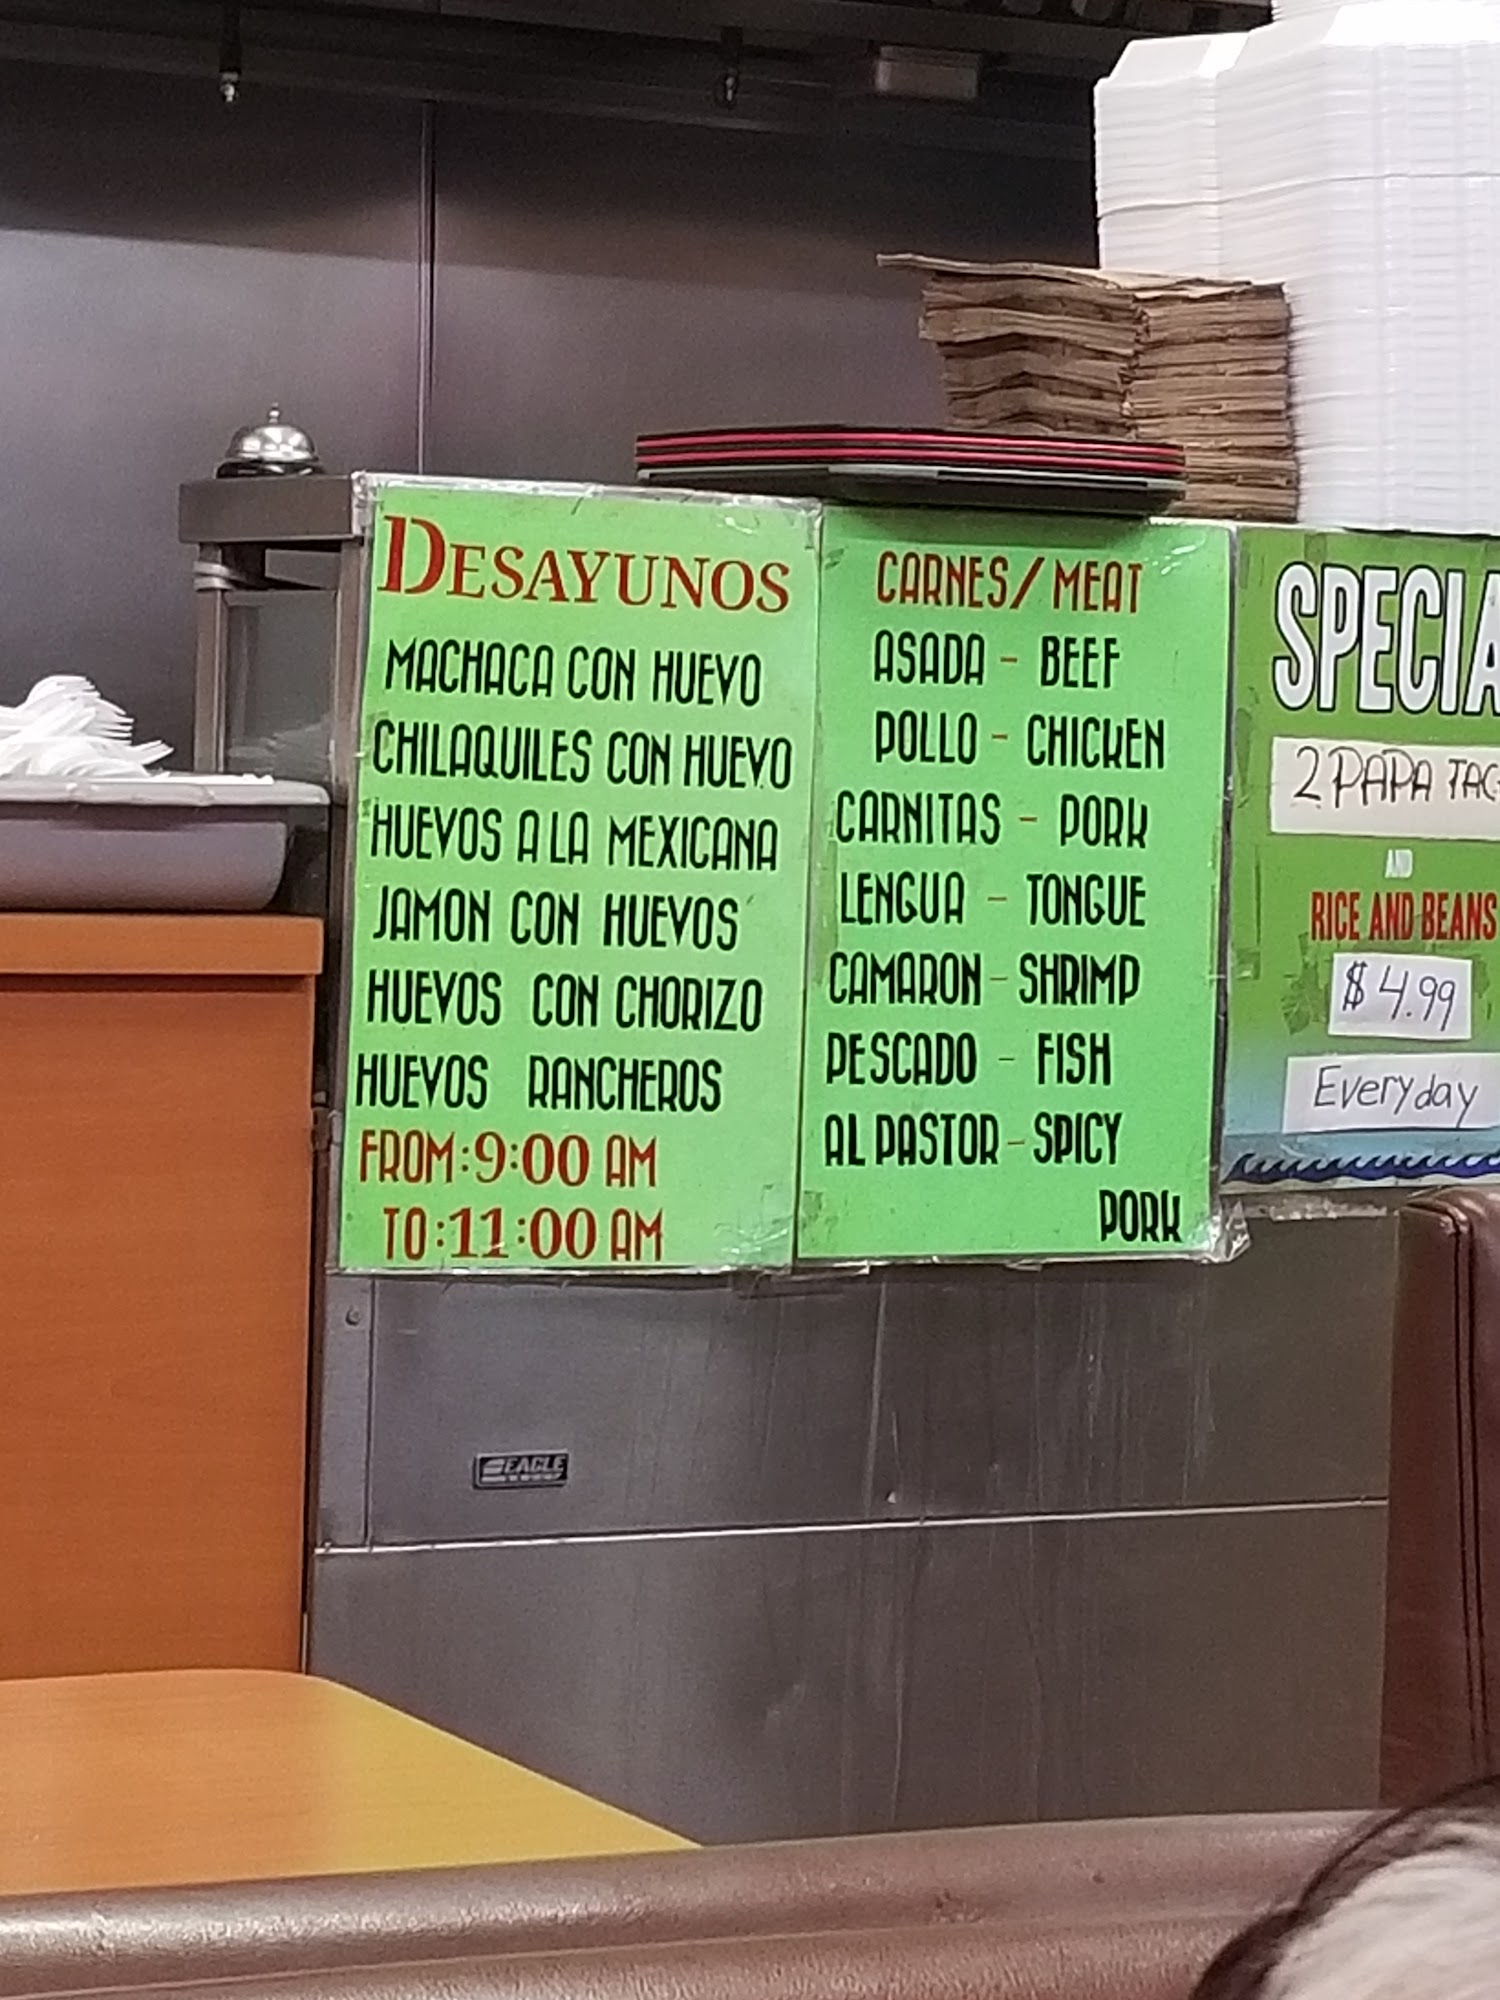 DESAYUNOS
MACHACA CON HUEVO
CHILAQUILES CON HUEVO
HUEVOS A LA MEXICANA
JAMON CON HUEVOS
HUEVOS CON CHORIZO
HUEVOS RANCHEROS
FROM: 9:00 AM
TO: 11:00 AM
CARNES/MEAT
ASADA - BEEF
POLLO - CHICKEN
CARNITAS - PORK
LENGUA - TONGUE
CAMARON - SHRIMP
PESCADO - FISH
AL PASTOR - SPICY
PORK
SPECIA
2 PAPA TAC
AND
RICE AND BEANS
$4.99
Everyday
EAGLE